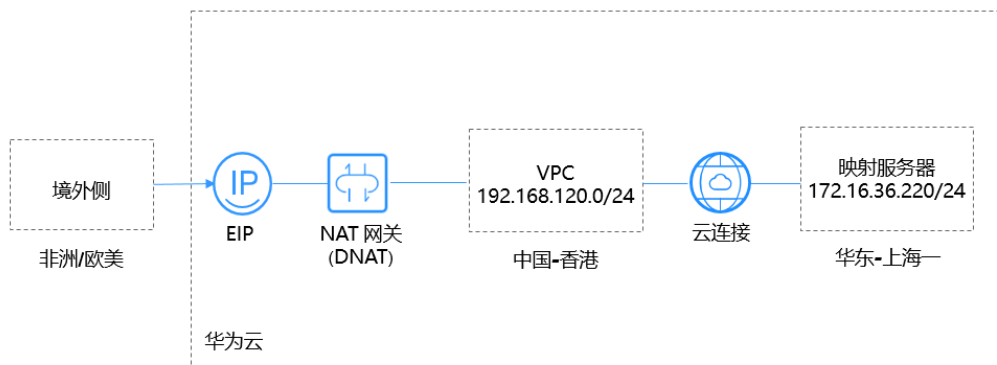 境外侧
非洲/欧美
IP
EIP
NAT 网关
(DNAT)
VPC
192.168.120.0/24
中国-香港
云连接
映射服务器
172.16.36.220/24
华东-上海一
华为云